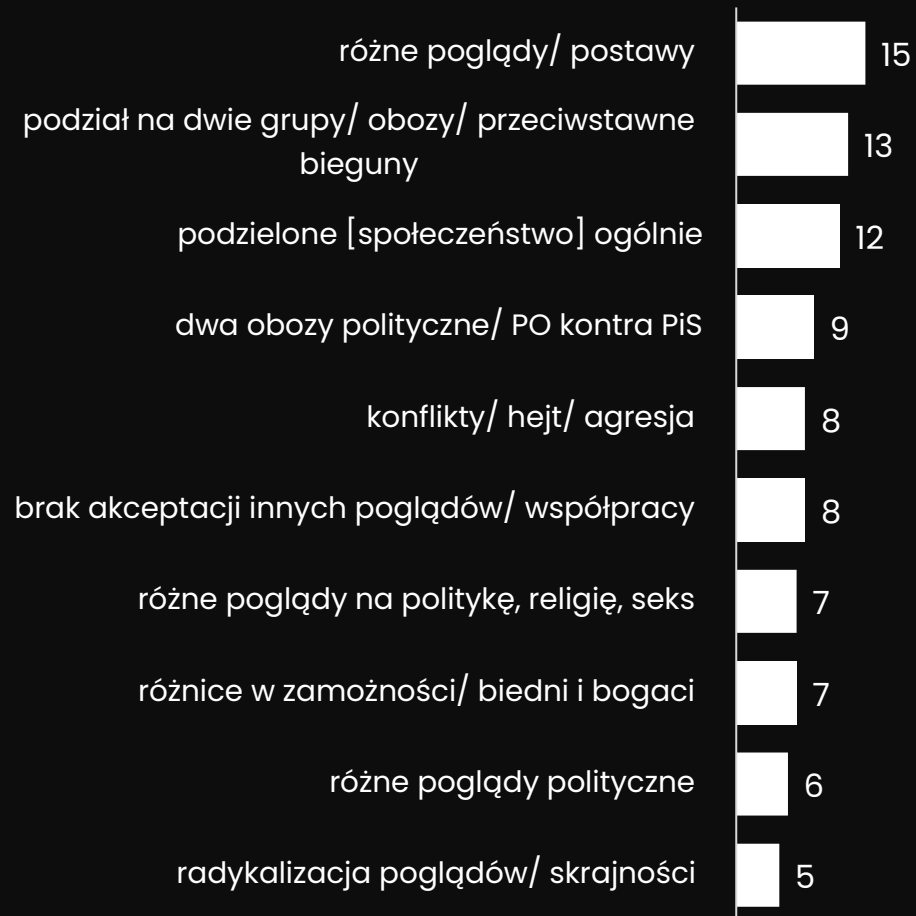 różne poglądy/ postawy 15
podział na dwie grupy/ obozy/ przeciwstawne
bieguny 13
podzielone [społeczeństwo] ogólnie 12
dwa obozy polityczne/ PO kontra PiS 9
konflikty/ hejt/ agresja 8
brak akceptacji innych poglądów/ współpracy 8
różne poglądy na politykę, religię, seks 7
różnice w zamożności/ biedni i bogaci 7
różne poglądy polityczne 6
radykalizacja poglądów/ skrajności 5